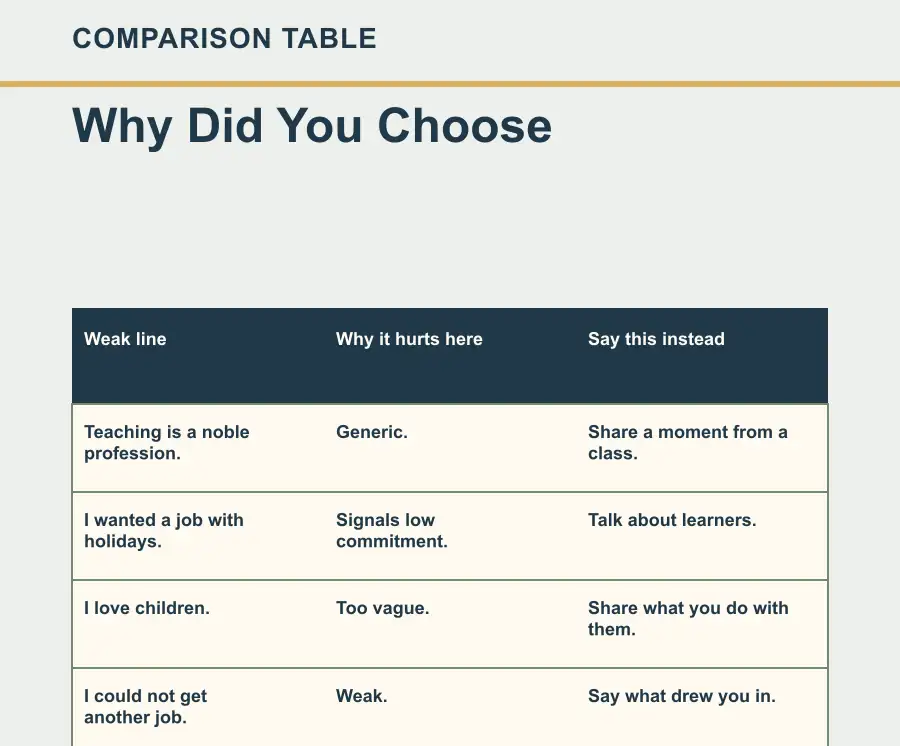 COMPARISON TABLE
Why Did You Choose
Weak line
Why it hurts here
Say this instead
Teaching is a noble
profession.
Generic.
Share a moment from a
class.
I wanted a job with
holidays.
Signals low
commitment.
Talk about learners.
I love children.
Too vague.
Share what you do with
them.
I could not get
another job.
Weak.
Say what drew you in.